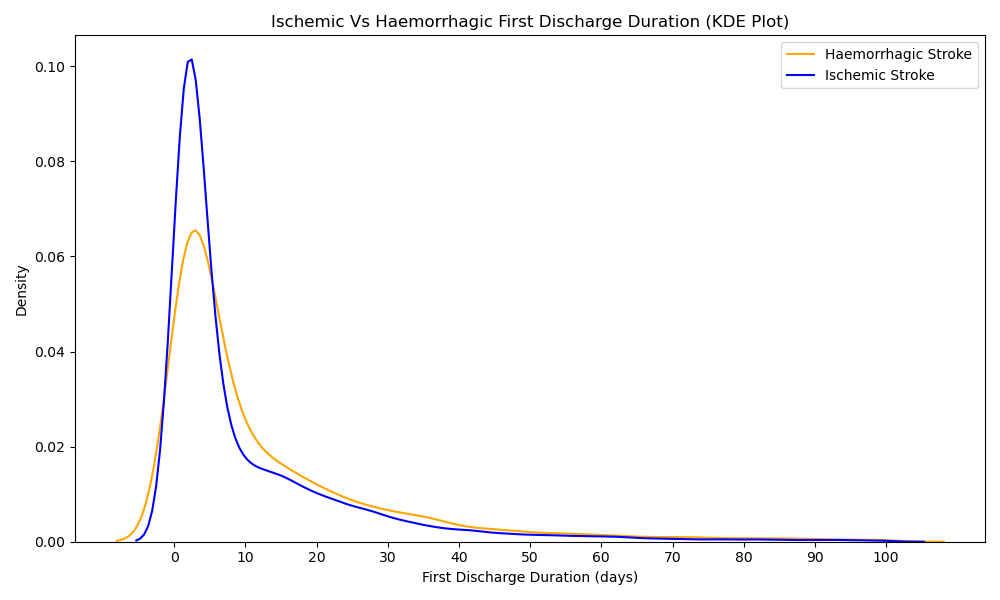 Ischemic Vs Haemorrhagic First Discharge Duration (KDE Plot)
Haemorrhagic Stroke
Ischemic Stroke
Density
0.10
0.08
0.06
0.04
0.02
0.00
0 10 20 30 40 50 60 70 80 90 100
First Discharge Duration (days)